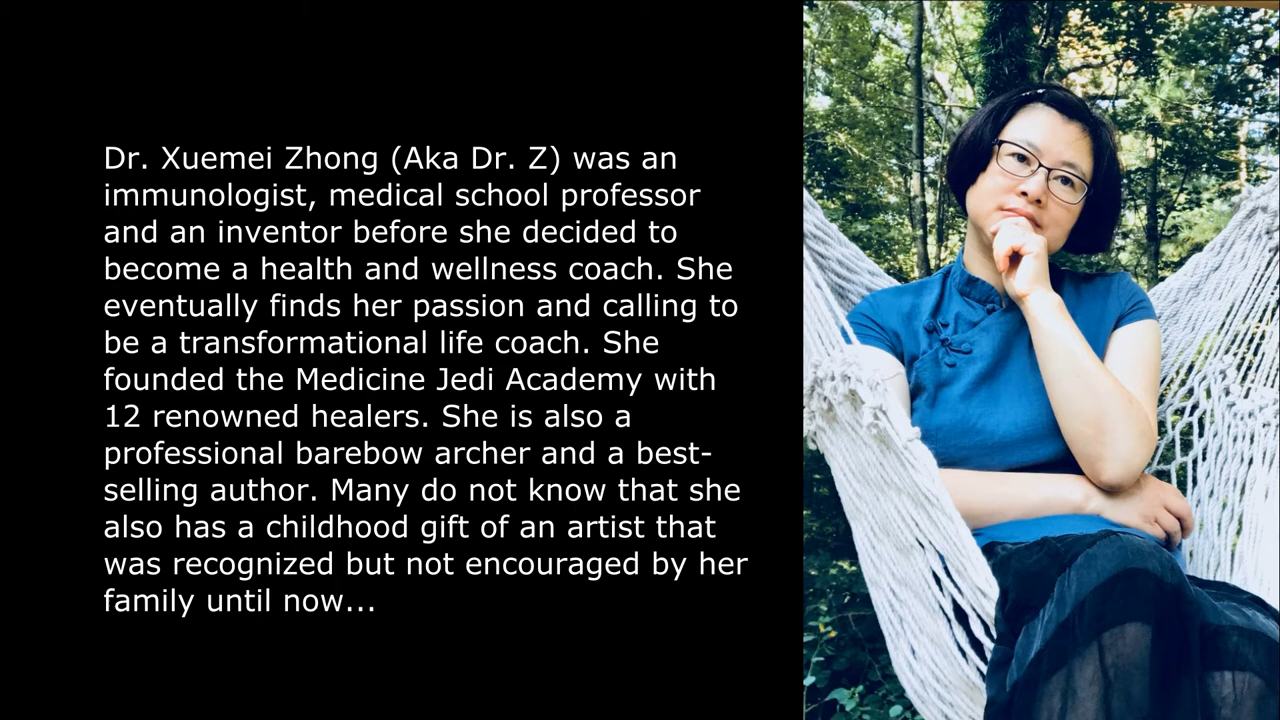 Dr. Xuemei Zhong (Aka Dr. Z) was an
immunologist, medical school professor
and an inventor before she decided to
become a health and wellness coach. She
eventually finds her passion and calling to
be a transformational life coach. She
founded the Medicine Jedi Academy with
12 renowned healers. She is also a
professional barebow archer and a best-
selling author. Many do not know that she
also has a childhood gift of an artist that
was recognized but not encouraged by her
family until now...